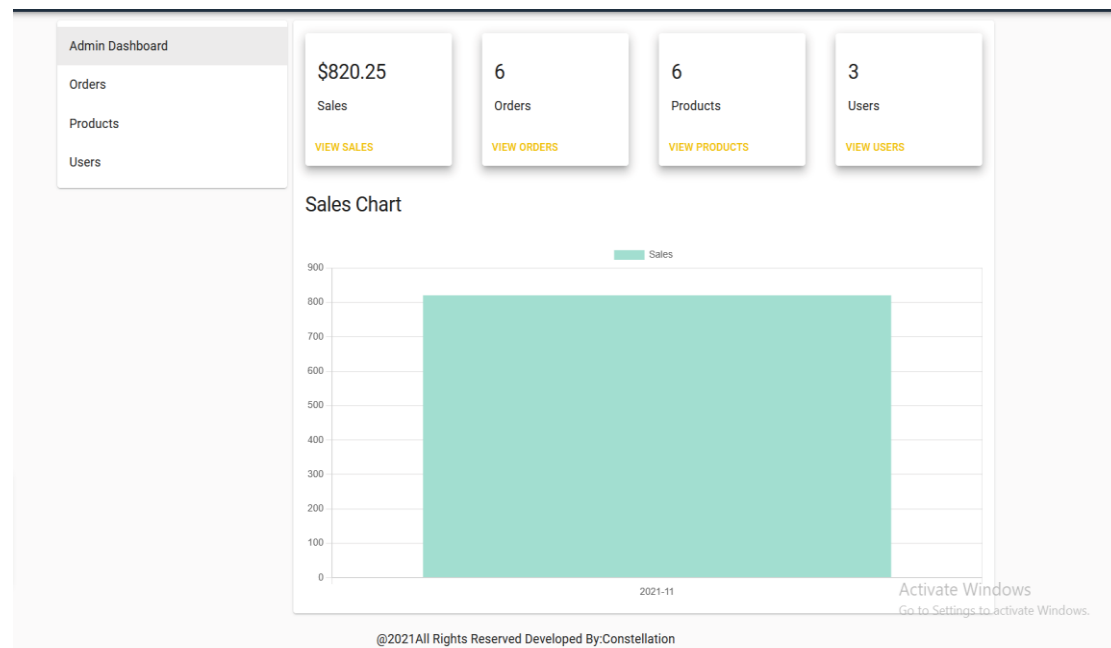 Admin Dashboard
Orders
Products
Users
$820.25
Sales
VIEW SALES
6
Orders
VIEW ORDERS
6
Products
VIEW PRODUCTS
3
Users
VIEW USERS
Sales Chart
Sales
900
800
700
600
500
400
300
200
100
0
2021-11
Activate Windows
Go to Settings to activate Windows.
@2021All Rights Reserved Developed By:Constellation